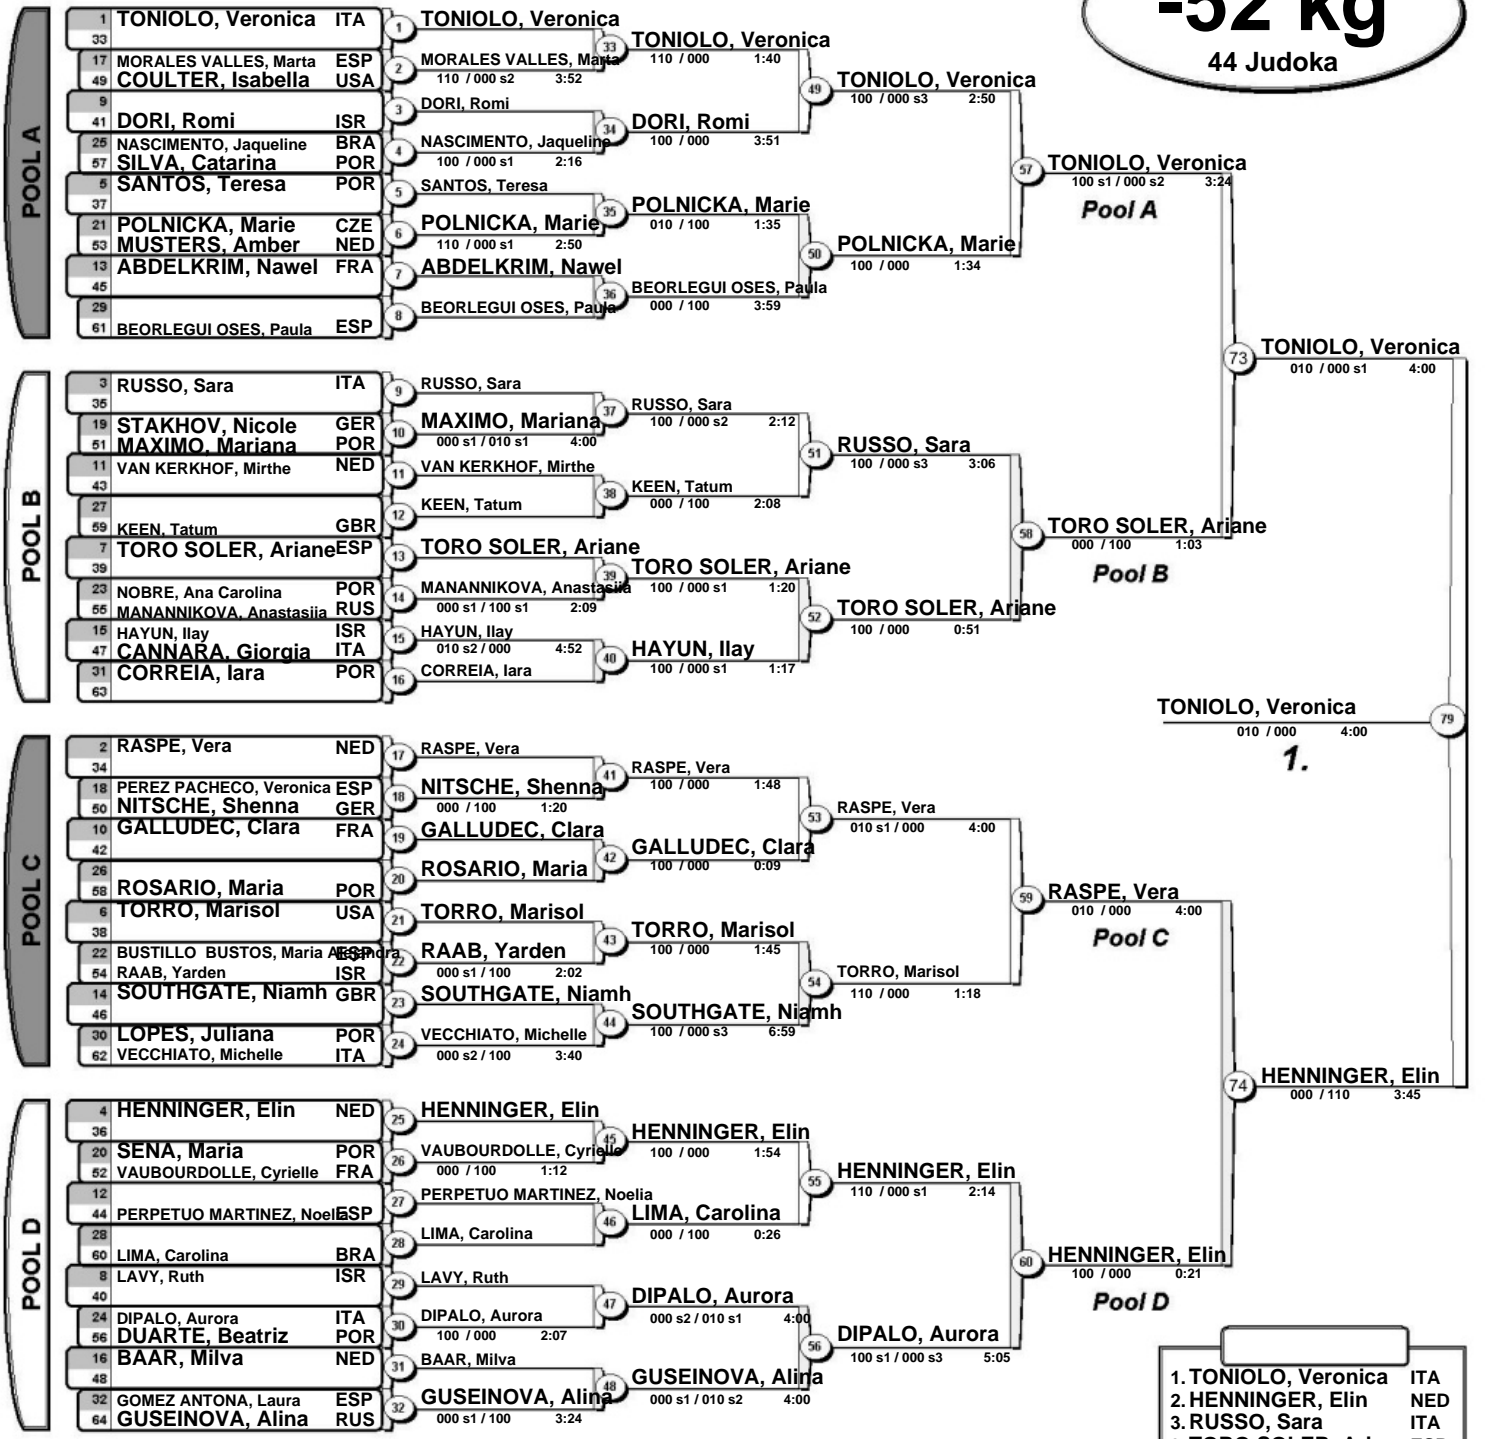 -52 kg
44 Judoka
POOL A
1 TONIOLO, Veronica ITA
33
17 MORALES VALLES, Marta ESP
49 COULTER, Isabella USA
9
41 DORI, Romi ISR
25 NASCIMENTO, Jaqueline BRA
57 SILVA, Catarina POR
5 SANTOS, Teresa POR
37
21 POLNICKA, Marie CZE
53 MUSTERS, Amber NED
13 ABDELKRIM, Nawel FRA
45
29
61 BEORLEGUI OSES, Paula ESP
1 TONIOLO, Veronica
2 MORALES VALLES, Marta
110 / 000 s2 3:52
3 DORI, Romi
4 NASCIMENTO, Jaqueline
100 / 000 s1 2:16
5 SANTOS, Teresa
6 POLNICKA, Marie
110 / 000 s1 2:50
7 ABDELKRIM, Nawel
8 BEORLEGUI OSES, Paula
33 TONIOLO, Veronica
110 / 000 1:40
34 DORI, Romi
100 / 000 3:51
35 POLNICKA, Marie
010 / 100 1:35
36 BEORLEGUI OSES, Paula
000 / 100 3:59
49 TONIOLO, Veronica
100 / 000 s3 2:50
50 POLNICKA, Marie
100 / 000 1:34
57 TONIOLO, Veronica
100 s1 / 000 s2 3:24
Pool A
POOL B
3 RUSSO, Sara ITA
35
19 STAKHOV, Nicole GER
51 MAXIMO, Mariana POR
11 VAN KERKHOF, Mirthe NED
43
27
59 KEEN, Tatum GBR
7 TORO SOLER, Ariane ESP
39
23 NOBRE, Ana Carolina POR
55 MANANNIKOVA, Anastasiia RUS
15 HAYUN, Ilay ISR
47 CANNARA, Giorgia ITA
31 CORREIA, Iara POR
63
9 RUSSO, Sara
10 MAXIMO, Mariana
000 s1 / 010 s1 4:00
11 VAN KERKHOF, Mirthe
12 KEEN, Tatum
13 TORO SOLER, Ariane
14 MANANNIKOVA, Anastasiia
000 s1 / 100 s1 2:09
15 HAYUN, Ilay
010 s2 / 000 4:52
16 CORREIA, Iara
37 RUSSO, Sara
100 / 000 s2 2:12
38 KEEN, Tatum
000 / 100 2:08
39 TORO SOLER, Ariane
100 / 000 s1 1:20
40 HAYUN, Ilay
100 / 000 s1 1:17
51 RUSSO, Sara
100 / 000 s3 3:06
52 TORO SOLER, Ariane
100 / 000 0:51
58 TORO SOLER, Ariane
000 / 100 1:03
Pool B
73 TONIOLO, Veronica
010 / 000 s1 4:00
TONIOLO, Veronica 79
010 / 000 4:00
1.
POOL C
2 RASPE, Vera NED
34
18 PEREZ PACHECO, Veronica ESP
50 NITSCHE, Shenna GER
10 GALLUDEC, Clara FRA
42
26
58 ROSARIO, Maria POR
6 TORRO, Marisol USA
38
22 BUSTILLO BUSTOS, Maria Alejandra ESP
54 RAAB, Yarden ISR
14 SOUTHGATE, Niamh GBR
46
30 LOPES, Juliana POR
62 VECCHIATO, Michelle ITA
17 RASPE, Vera
18 NITSCHE, Shenna
000 / 100 1:20
19 GALLUDEC, Clara
20 ROSARIO, Maria
21 TORRO, Marisol
22 RAAB, Yarden
000 s1 / 100 2:02
23 SOUTHGATE, Niamh
24 VECCHIATO, Michelle
000 s2 / 100 3:40
41 RASPE, Vera
100 / 000 1:48
42 GALLUDEC, Clara
100 / 000 0:09
43 TORRO, Marisol
100 / 000 1:45
44 SOUTHGATE, Niamh
100 / 000 s3 6:59
53 RASPE, Vera
010 s1 / 000 4:00
54 TORRO, Marisol
110 / 000 1:18
59 RASPE, Vera
010 / 000 4:00
Pool C
POOL D
4 HENNINGER, Elin NED
36
20 SENA, Maria POR
52 VAUBOURDOLLE, Cyrielle FRA
12
44 PERPETUO MARTINEZ, Noelia ESP
28
60 LIMA, Carolina BRA
8 LAVY, Ruth ISR
40
24 DIPALO, Aurora ITA
56 DUARTE, Beatriz POR
16 BAAR, Milva NED
48
32 GOMEZ ANTONA, Laura ESP
64 GUSEINOVA, Alina RUS
25 HENNINGER, Elin
26 VAUBOURDOLLE, Cyrielle
000 / 100 1:12
27 PERPETUO MARTINEZ, Noelia
28 LIMA, Carolina
29 LAVY, Ruth
30 DIPALO, Aurora
100 / 000 2:07
31 BAAR, Milva
32 GUSEINOVA, Alina
000 s1 / 100 3:24
45 HENNINGER, Elin
100 / 000 1:54
46 LIMA, Carolina
000 / 100 0:26
47 DIPALO, Aurora
000 s2 / 010 s1 4:00
48 GUSEINOVA, Alina
000 s1 / 010 s2 4:00
55 HENNINGER, Elin
110 / 000 s1 2:14
56 DIPALO, Aurora
100 s1 / 000 s3 5:05
60 HENNINGER, Elin
100 / 000 0:21
Pool D
74 HENNINGER, Elin
000 / 110 3:45
1. TONIOLO, Veronica ITA
2. HENNINGER, Elin NED
3. RUSSO, Sara ITA